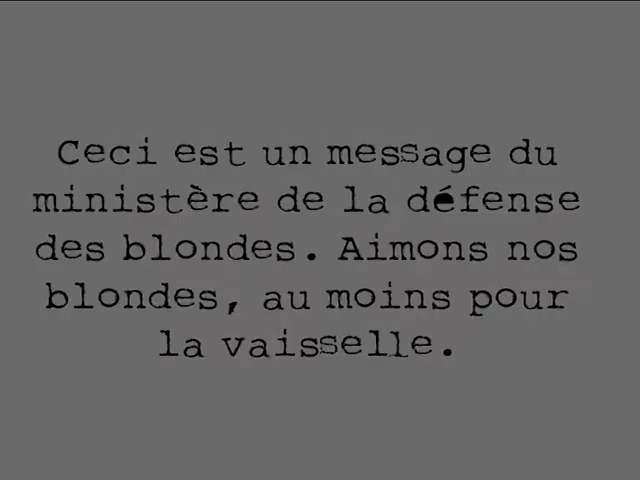 Ceci est un message du
ministère de la défense
des blondes. Aimons nos
blondes, au moins pour
la vaisselle.